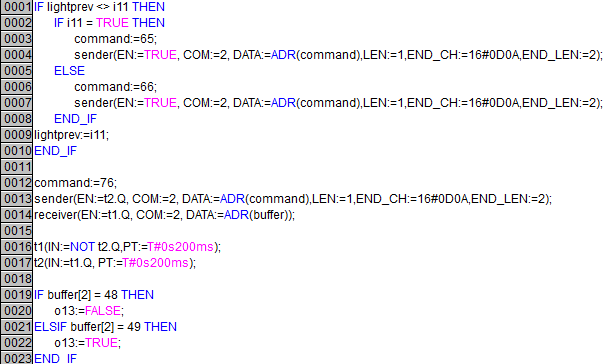 0001 IF lightprev <> i11 THEN
0002 IF i11 = TRUE THEN
0003 command:=65;
0004 sender(EN:=TRUE, COM:=2, DATA:=ADR(command),LEN:=1,END_CH:=16#0D0A,END_LEN:=2);
0005 ELSE
0006 command:=66;
0007 sender(EN:=TRUE, COM:=2, DATA:=ADR(command),LEN:=1,END_CH:=16#0D0A,END_LEN:=2);
0008 END_IF
0009 lightprev:=i11;
0010 END_IF
0011
0012 command:=76;
0013 sender(EN:=t2.Q, COM:=2, DATA:=ADR(command),LEN:=1,END_CH:=16#0D0A,END_LEN:=2);
0014 receiver(EN:=t1.Q, COM:=2, DATA:=ADR(buffer));
0015
0016 t1(IN:=NOT t2.Q,PT:=T#0s200ms);
0017 t2(IN:=t1.Q, PT:=T#0s200ms);
0018
0019 IF buffer[2] = 48 THEN
0020 o13:=FALSE;
0021 ELSIF buffer[2] = 49 THEN
0022 o13:=TRUE;
0023 END_IF